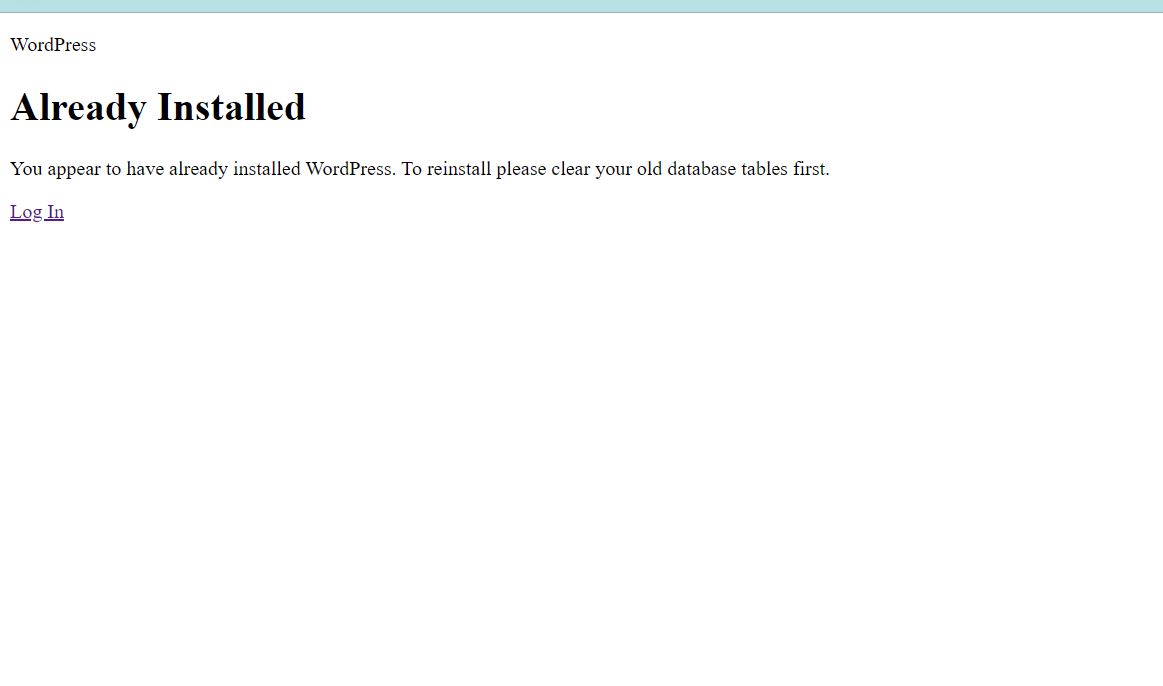 WordPress
Already Installed
You appear to have already installed WordPress. To reinstall please clear your old database tables first.
Log In